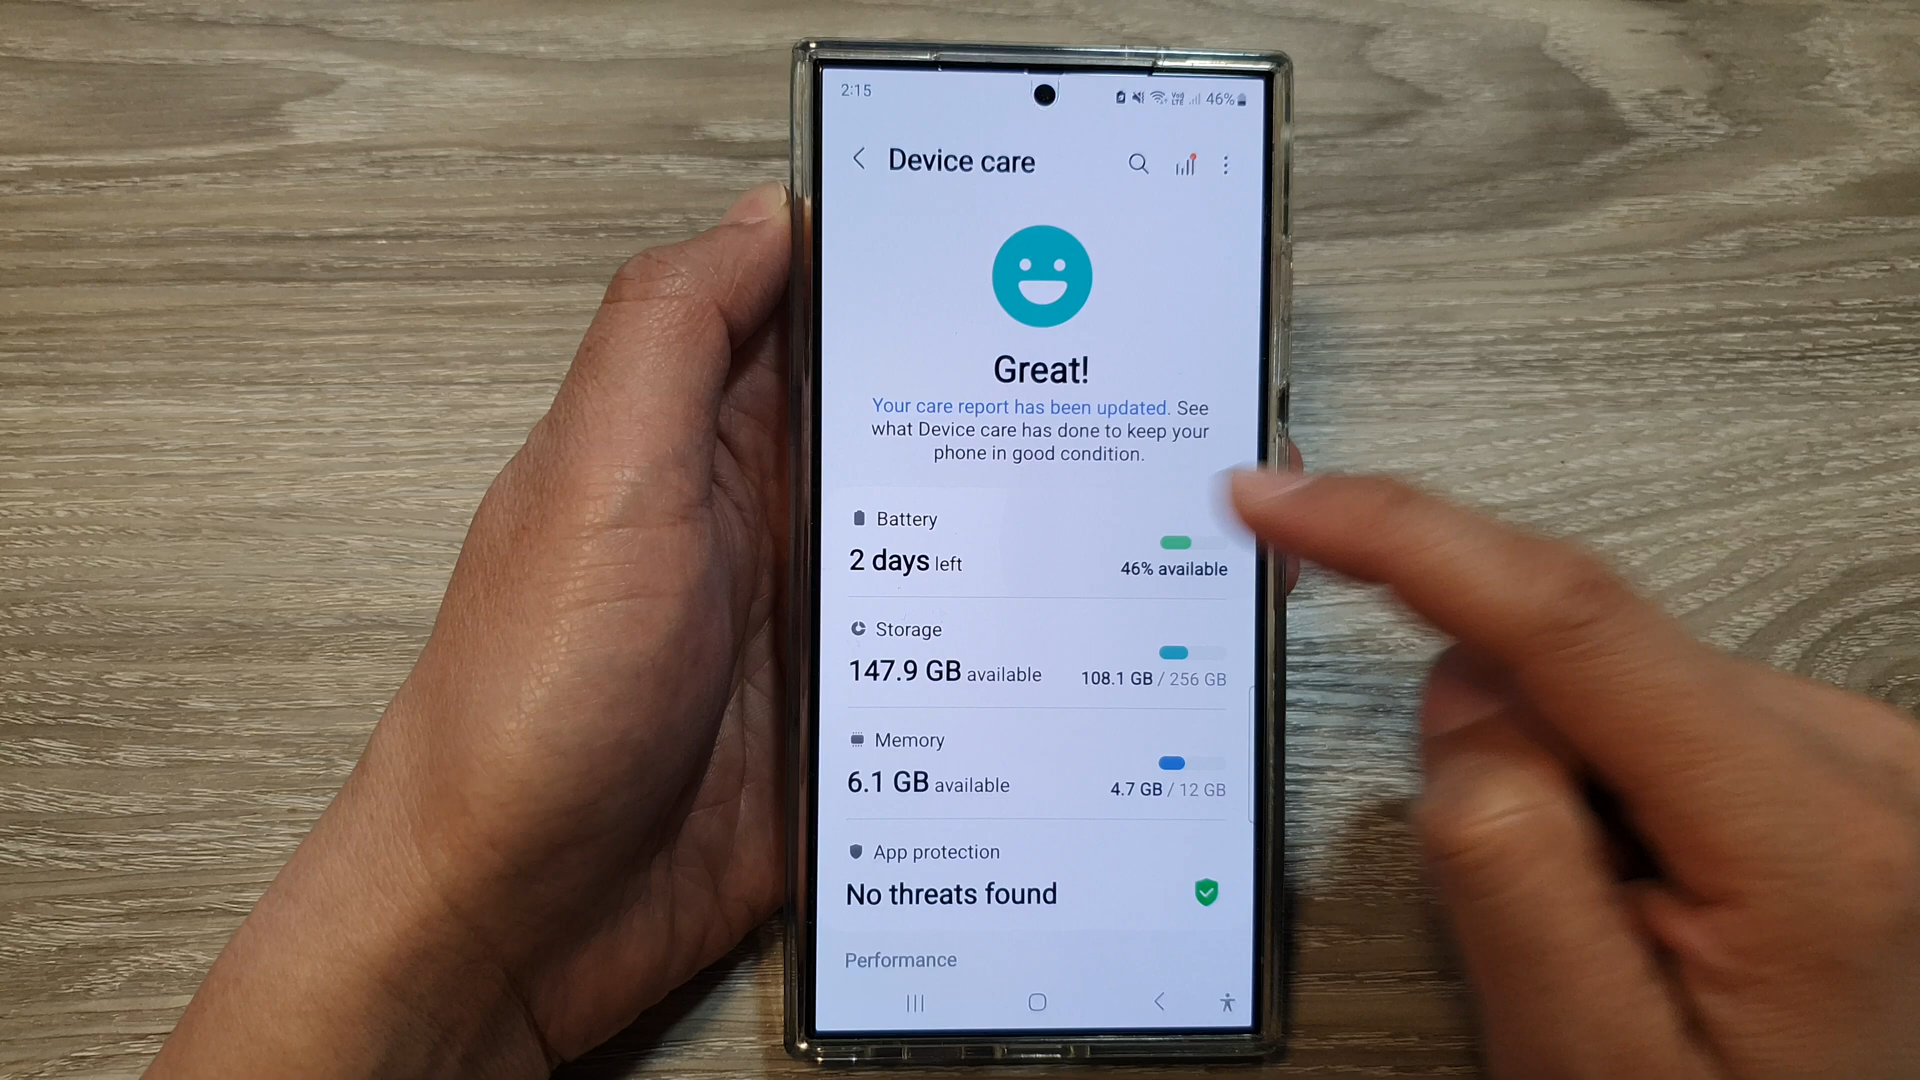 2:15
Vo) LTE 46%
Device care
Great!
Your care report has been updated. See
what Device care has done to keep your
phone in good condition.
Battery
2 days left
46% available
Storage
147.9 GB available
108.1 GB / 256 GB
Memory
6.1 GB available
4.7 GB / 12 GB
App protection
No threats found
Performance